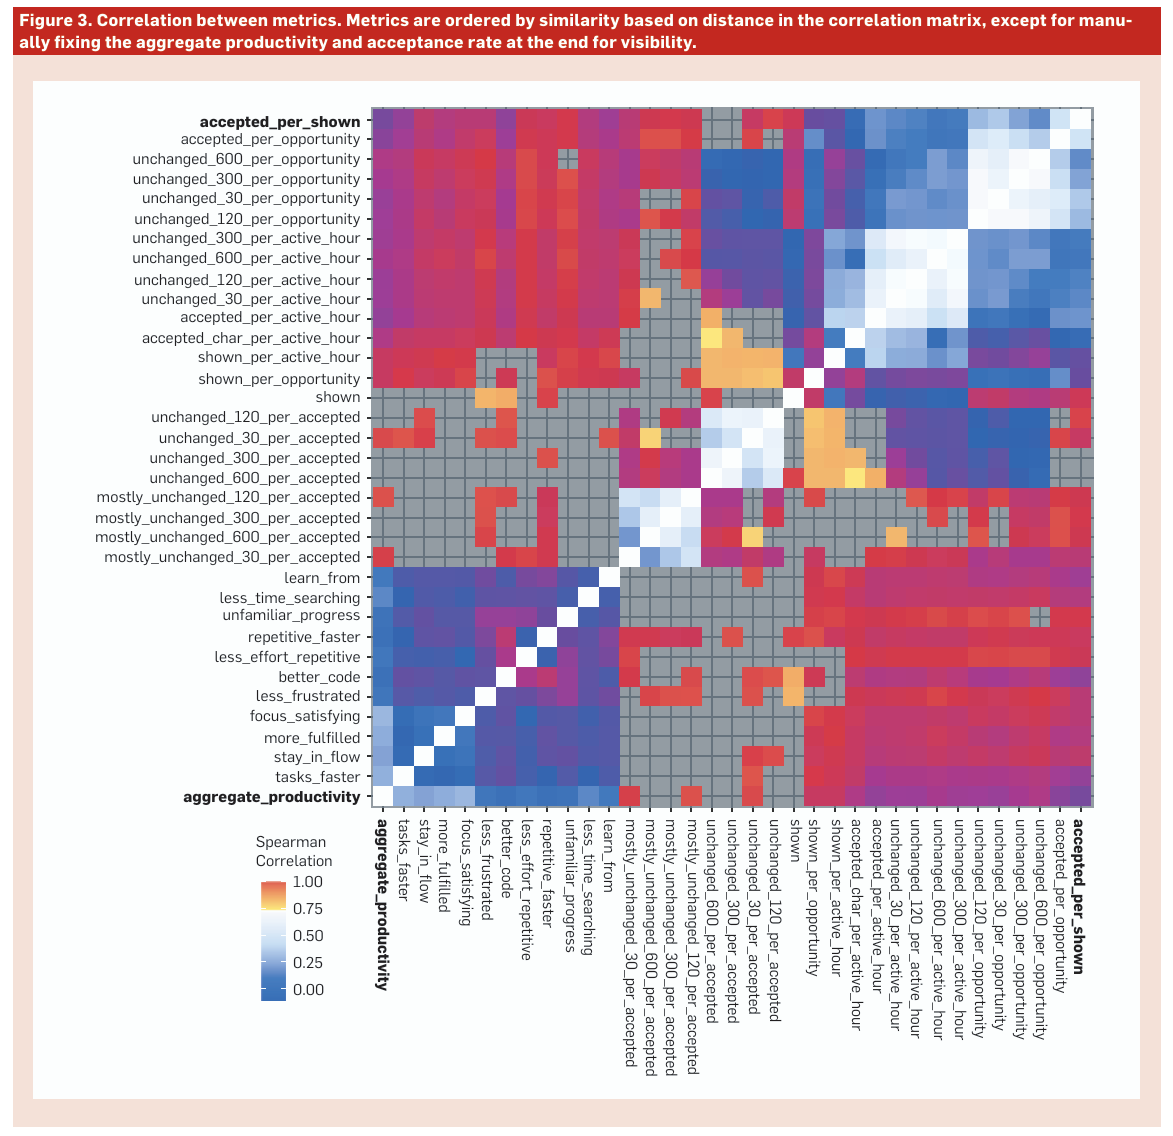 Figure 3. Correlation between metrics. Metrics are ordered by similarity based on distance in the correlation matrix, except for manu-
ally fixing the aggregate productivity and acceptance rate at the end for visibility.
accepted_per_shown
accepted_per_opportunity
unchanged_600_per_opportunity
unchanged_300_per_opportunity
unchanged_30_per_opportunity
unchanged_120_per_opportunity
unchanged_300_per_active_hour
unchanged_600_per_active_hour
unchanged_120_per_active_hour
unchanged_30_per_active_hour
accepted_per_active_hour
accepted_char_per_active_hour
shown_per_active_hour
shown_per_opportunity
shown
unchanged_120_per_accepted
unchanged_30_per_accepted
unchanged_300_per_accepted
unchanged_600_per_accepted
mostly_unchanged_120_per_accepted
mostly_unchanged_300_per_accepted
mostly_unchanged_600_per_accepted
mostly_unchanged_30_per_accepted
learn_from
less_time_searching
unfamiliar_progress
repetitive_faster
less_effort_repetitive
better_code
less_frustrated
focus_satisfying
more_fulfilled
stay_in_flow
tasks_faster
aggregate_productivity
aggregate_productivity
tasks_faster
stay_in_flow
more_fulfilled
focus_satisfying
less_frustrated
better_code
less_effort_repetitive
repetitive_faster
unfamiliar_progress
less_time_searching
learn_from
mostly_unchanged_30_per_accepted
mostly_unchanged_600_per_accepted
mostly_unchanged_300_per_accepted
mostly_unchanged_120_per_accepted
unchanged_600_per_accepted
unchanged_300_per_accepted
unchanged_30_per_accepted
unchanged_120_per_accepted
shown
shown_per_opportunity
shown_per_active_hour
accepted_char_per_active_hour
accepted_per_active_hour
unchanged_30_per_active_hour
unchanged_120_per_active_hour
unchanged_600_per_active_hour
unchanged_300_per_active_hour
unchanged_120_per_opportunity
unchanged_30_per_opportunity
unchanged_300_per_opportunity
unchanged_600_per_opportunity
accepted_per_opportunity
accepted_per_shown
Spearman
Correlation
1.00
0.75
0.50
0.25
0.00